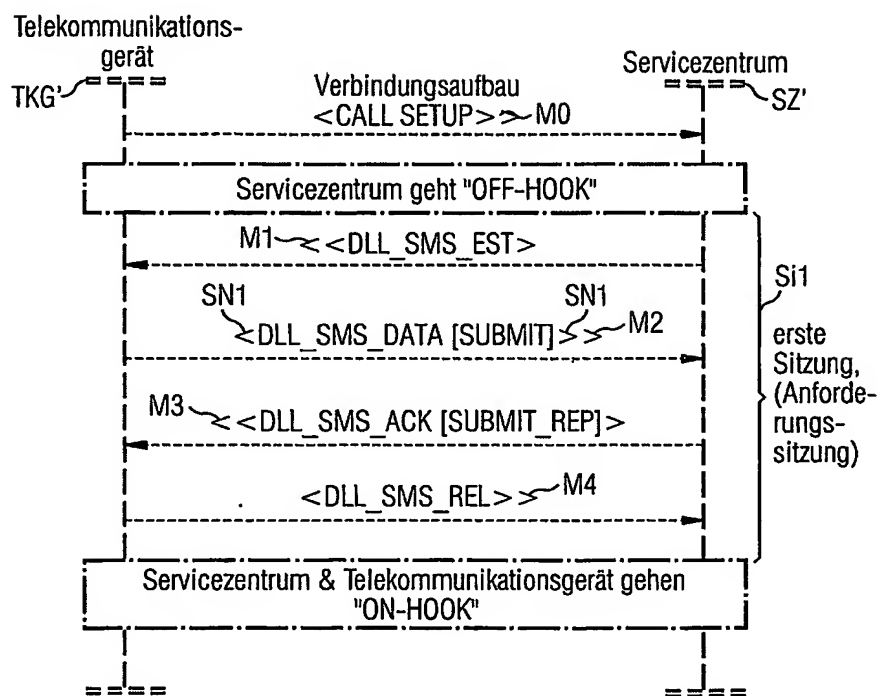 Telekommunikations-
gerät
Servicezentrum
TKG'
SZ'
Verbindungsaufbau
<CALL SETUP> M0
Servicezentrum geht "OFF-HOOK"
M1 <DLL_SMS_EST>
Si1
SN1 SN1
<DLL_SMS_DATA [SUBMIT]> M2
erste
Sitzung,
(Anforde-
rungs-
sitzung)
M3 <DLL_SMS_ACK [SUBMIT_REP]>
<DLL_SMS_REL> M4
Servicezentrum & Telekommunikationsgerät gehen
"ON-HOOK"